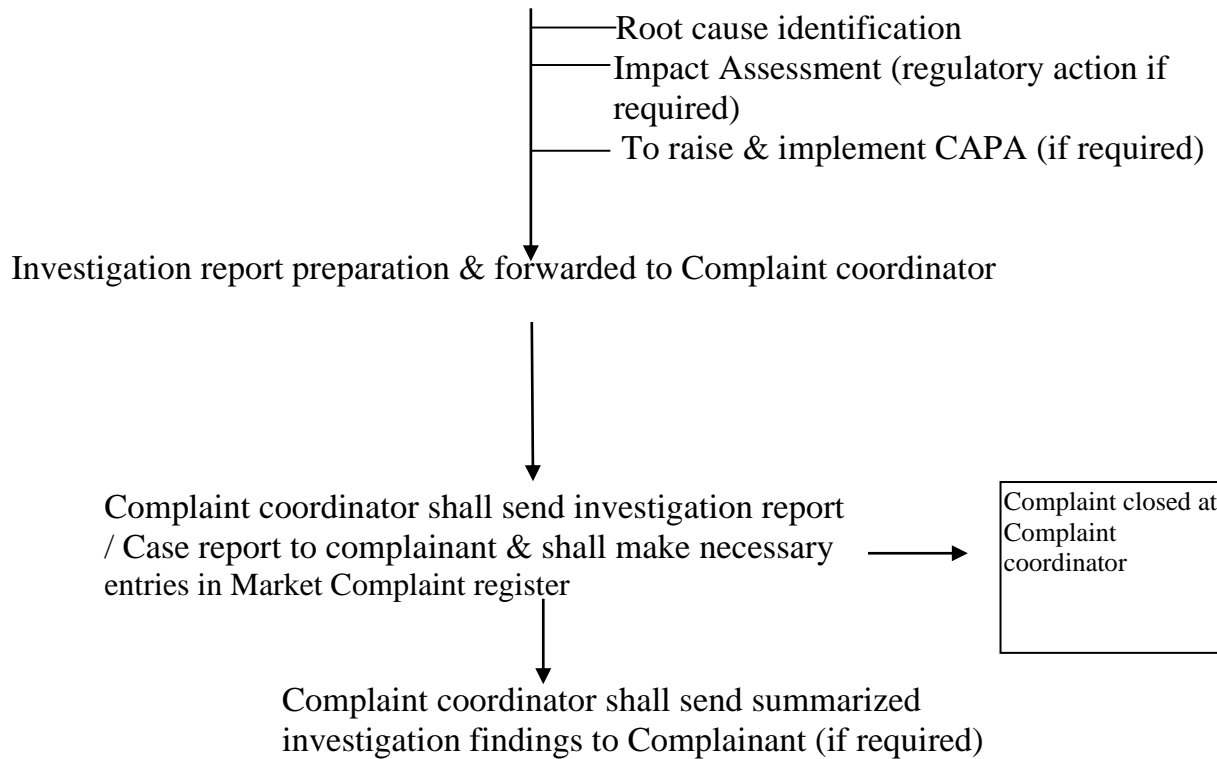 Root cause identification
Impact Assessment (regulatory action if
required)
To raise & implement CAPA (if required)
Investigation report preparation & forwarded to Complaint coordinator
Complaint coordinator shall send investigation report
/ Case report to complainant & shall make necessary
entries in Market Complaint register
Complaint closed at
Complaint
coordinator
Complaint coordinator shall send summarized
investigation findings to Complainant (if required)